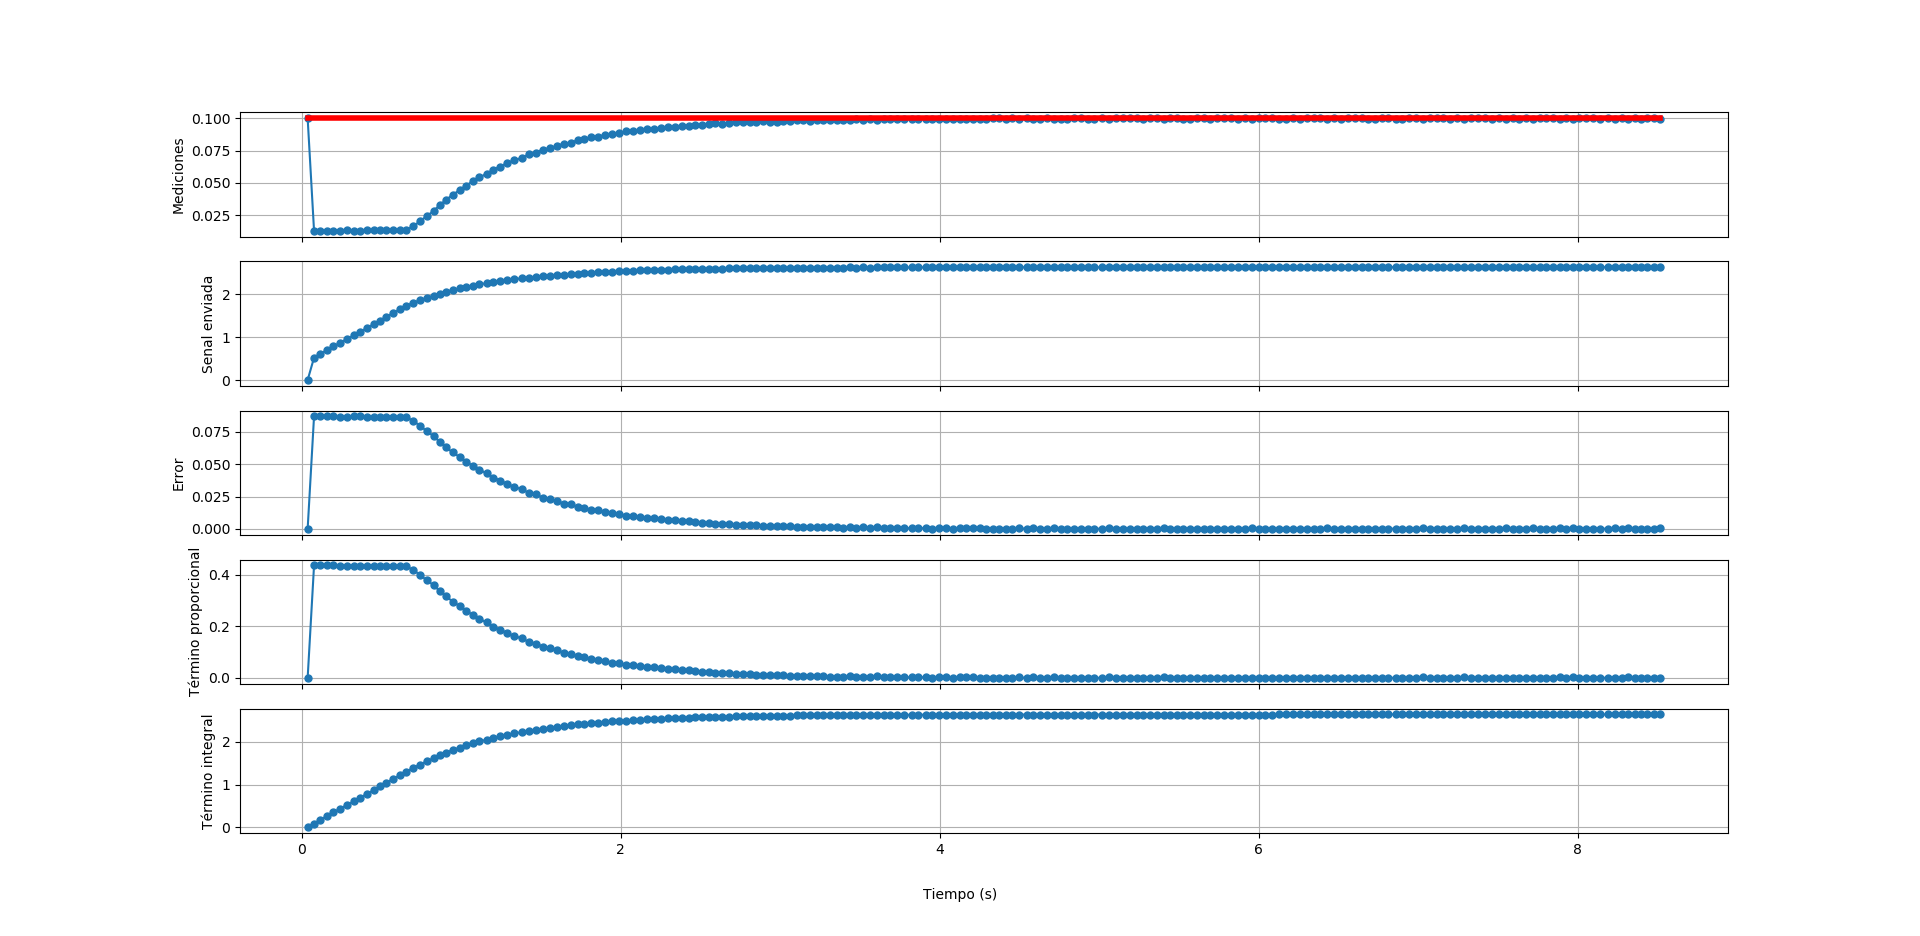 Mediciones
0.100
0.075
0.050
0.025
Senal enviada
2
1
0
Error
0.075
0.050
0.025
0.000
Término proporcional
0.4
0.2
0.0
Término integral
2
1
0
0 2 4 6 8
Tiempo (s)